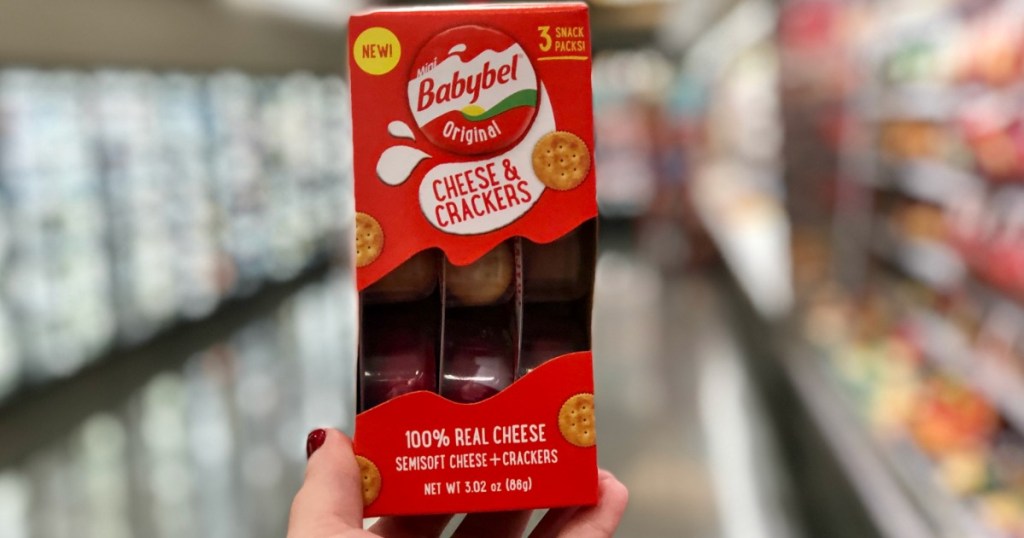 NEW!
3 SNACK
PACKS!
Mini
Babybel
Original
CHEESE &
CRACKERS
100% REAL CHEESE
SEMISOFT CHEESE+CRACKERS
NET WT 3.02 oz (86g)